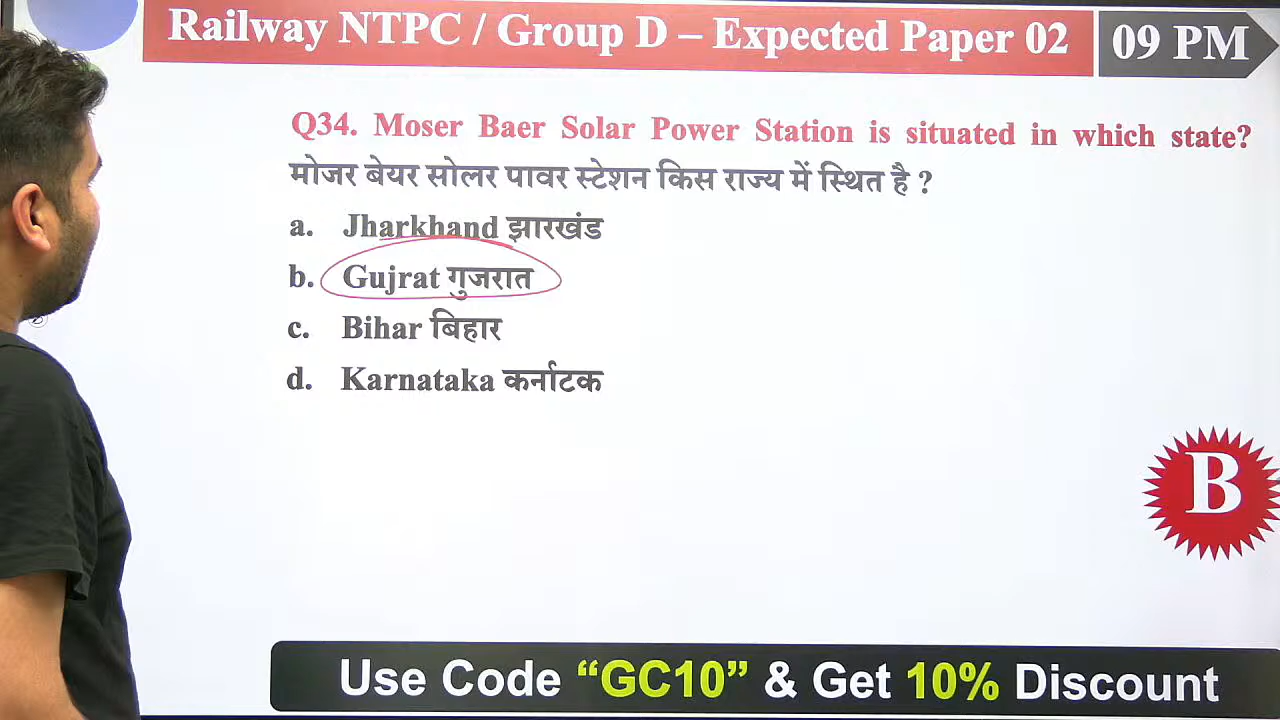 Railway NTPC / Group D – Expected Paper 02
09 PM
Q34. Moser Baer Solar Power Station is situated in which state?
मोजर बेयर सोलर पावर स्टेशन किस राज्य में स्थित है ?
a. Jharkhand झारखंड
b. Gujrat गुजरात
c. Bihar बिहार
d. Karnataka कर्नाटक
B
Use Code “GC10” & Get 10% Discount